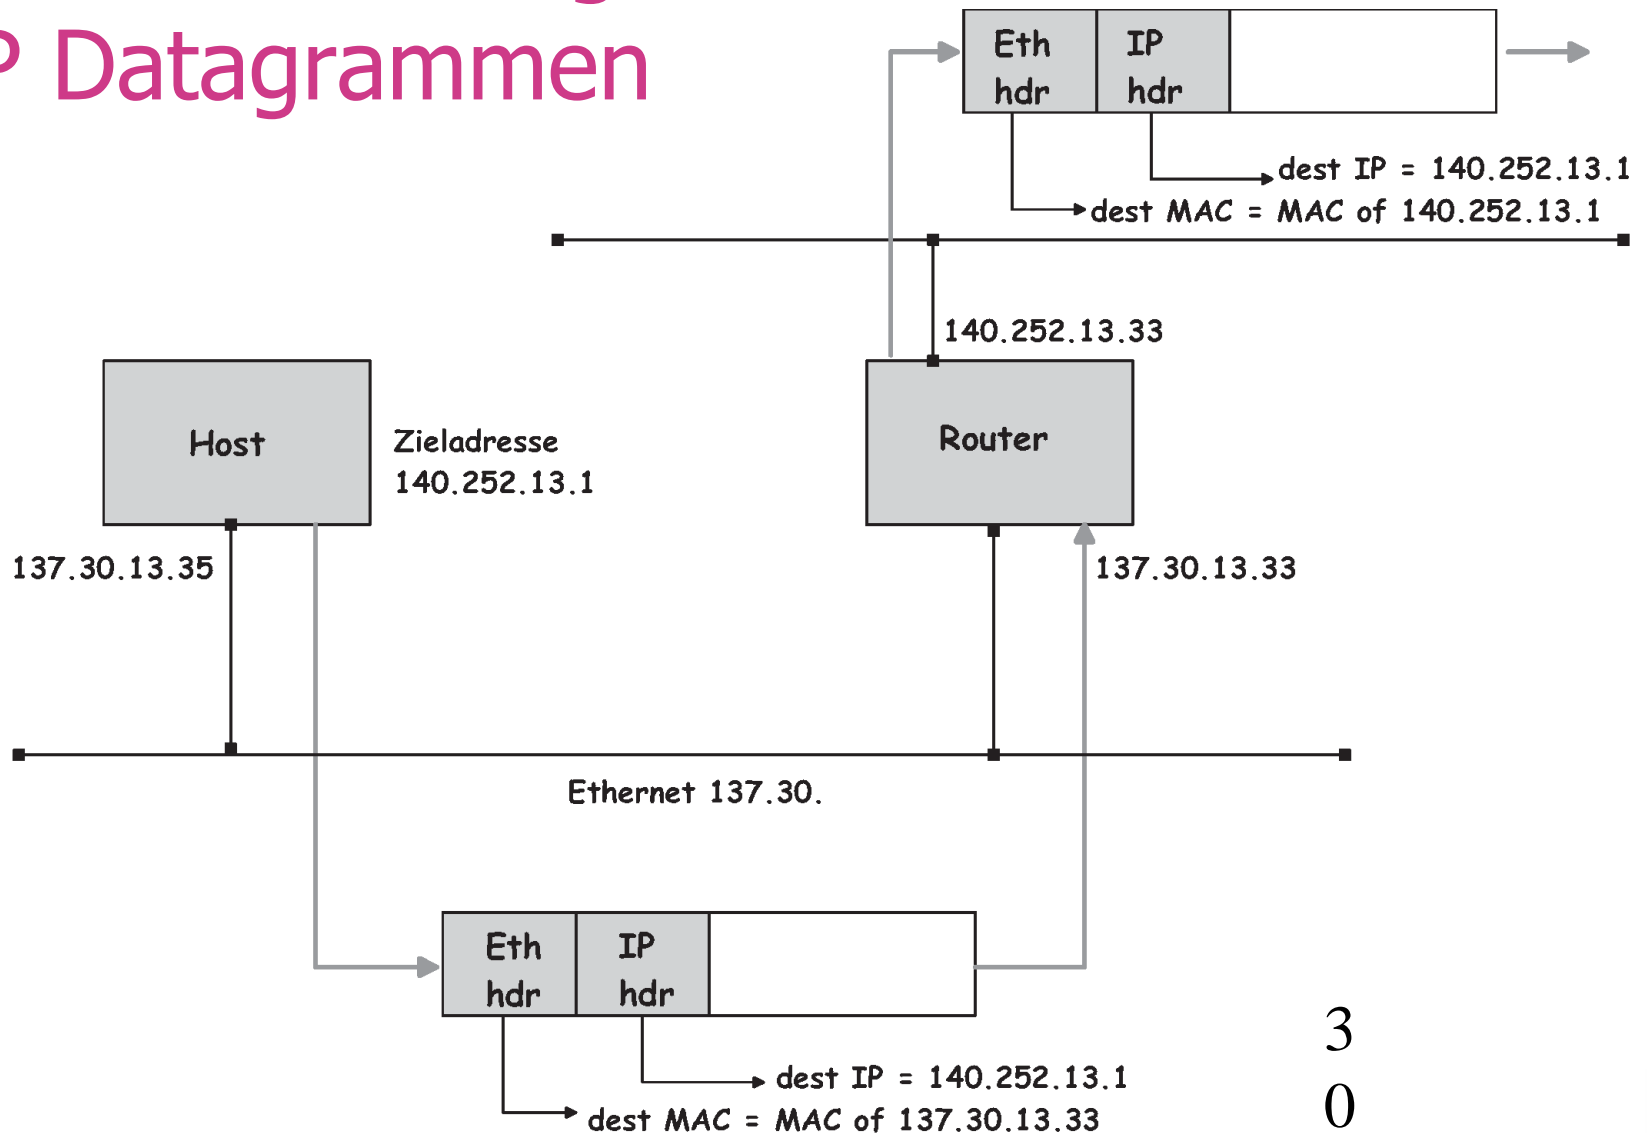 P Datagrammen
Eth
hdr
IP
hdr
dest IP = 140.252.13.1
dest MAC = MAC of 140.252.13.1
140.252.13.33
Host
Zieladresse
140.252.13.1
Router
137.30.13.35
137.30.13.33
Ethernet 137.30.
Eth
hdr
IP
hdr
dest IP = 140.252.13.1
dest MAC = MAC of 137.30.13.33
3
0